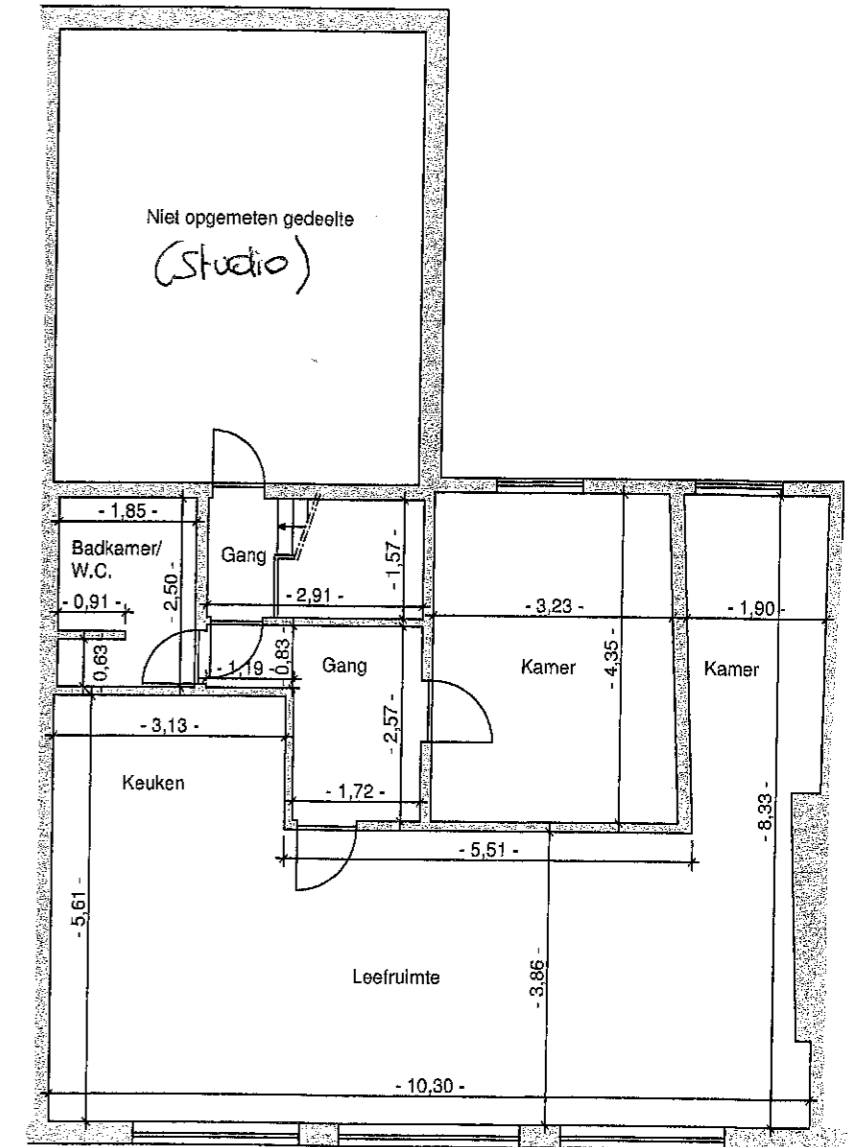 Niet opgemeten gedeelte
(Studio)
- 1,85 -
Badkamer/
W.C.
- 2,50 -
- 0,91 -
0,63
Gang
- 1,57 -
- 2,91 -
- 1,19 -
0,83 -
Gang
- 2,57 -
- 1,72 -
- 3,23 -
- 4,35 -
Kamer
- 1,90 -
Kamer
- 8,33 -
- 3,13 -
Keuken
- 5,61 -
- 5,51 -
Leefruimte
- 3,86 -
- 10,30 -